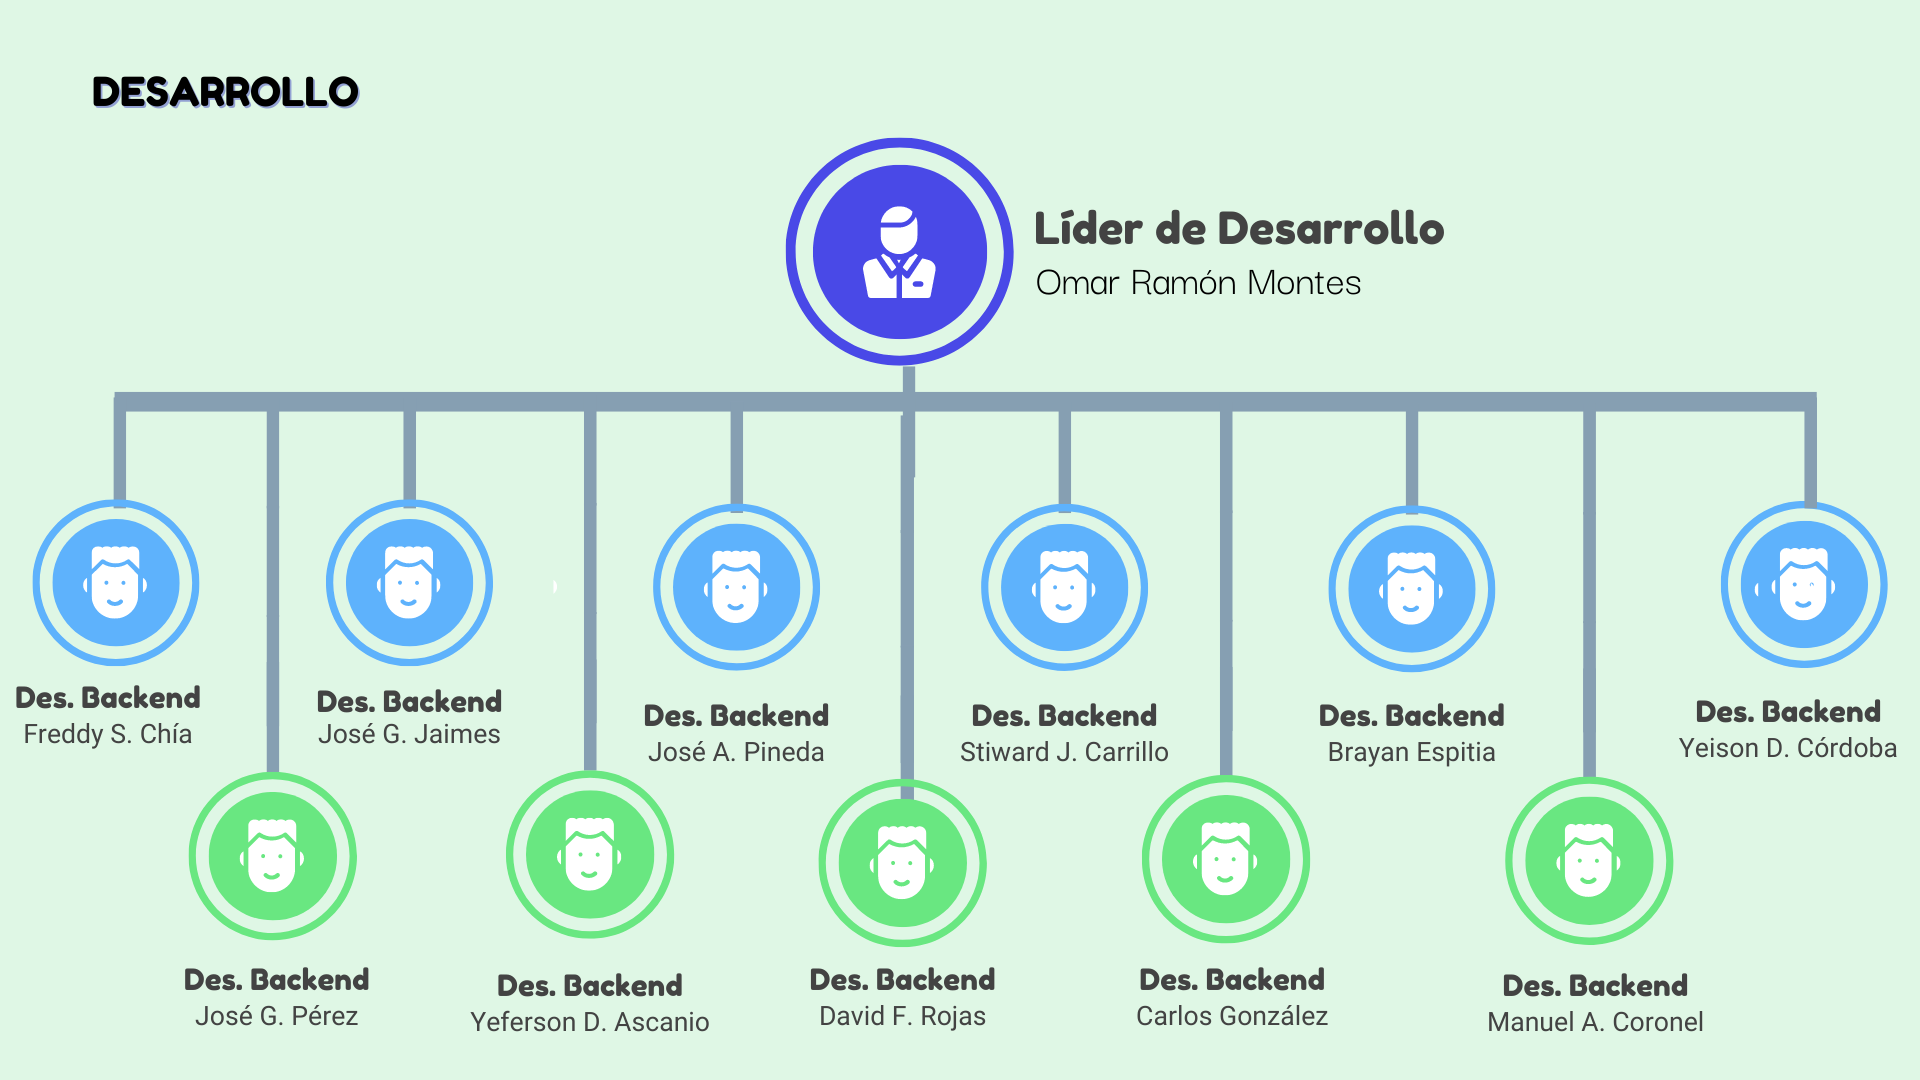 DESARROLLO
Líder de Desarrollo
Omar Ramón Montes
Des. Backend
Freddy S. Chía
Des. Backend
José G. Jaimes
Des. Backend
José A. Pineda
Des. Backend
Stiward J. Carrillo
Des. Backend
Brayan Espitia
Des. Backend
Yeison D. Córdoba
Des. Backend
José G. Pérez
Des. Backend
Yeferson D. Ascanio
Des. Backend
David F. Rojas
Des. Backend
Carlos González
Des. Backend
Manuel A. Coronel